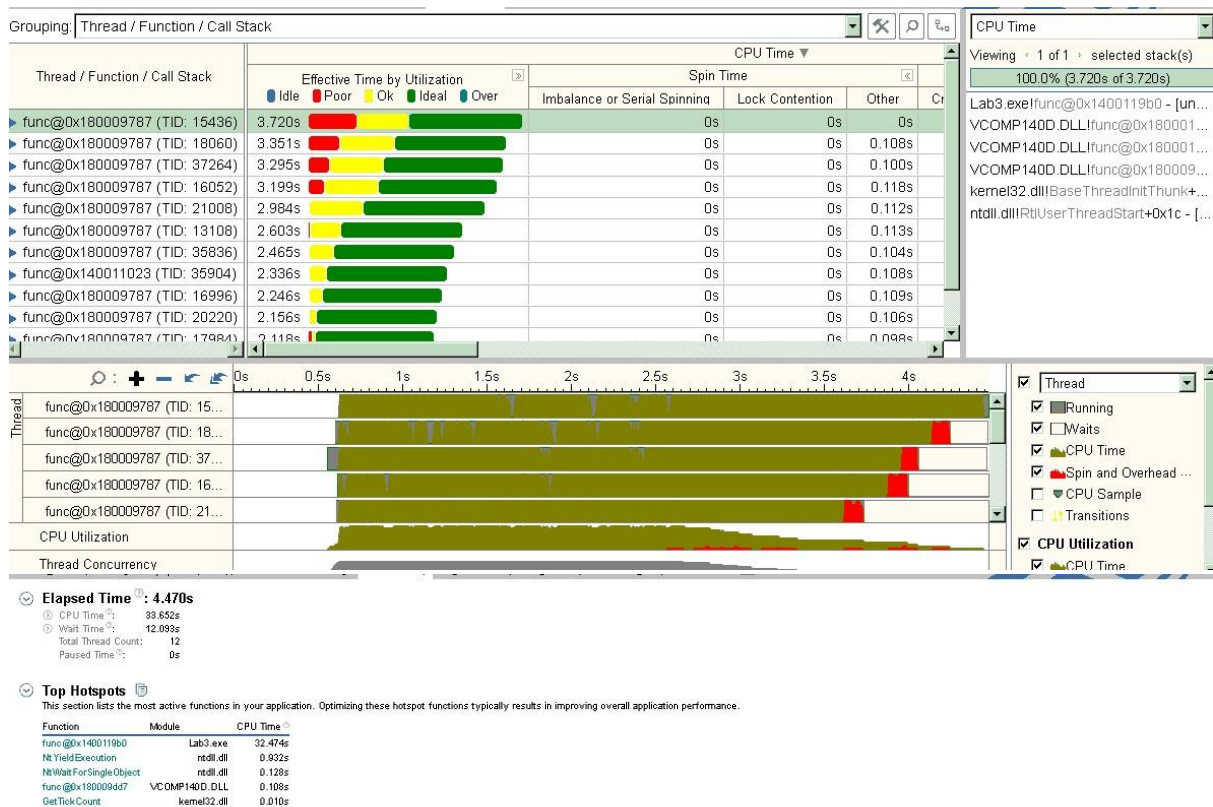 Grouping: Thread / Function / Call Stack
CPU Time
Viewing 1 of 1 selected stack(s)
100.0% (3.720s of 3.720s)
Lab3.exe!func@0x1400119b0 - [un...
VCOMP140D.DLL!func@0x180001...
VCOMP140D.DLL!func@0x180001...
VCOMP140D.DLL!func@0x180009...
kernel32.dll!BaseThreadInitThunk+...
ntdll.dll!RtlUserThreadStart+0x1c - [...
Thread / Function / Call Stack
CPU Time
Effective Time by Utilization
Idle Poor Ok Ideal Over
Spin Time
Imbalance or Serial Spinning Lock Contention Other Cr
func@0x180009787 (TID: 15436) 3.720s 0s 0s 0s
func@0x180009787 (TID: 18060) 3.351s 0s 0s 0.108s
func@0x180009787 (TID: 37264) 3.295s 0s 0s 0.100s
func@0x180009787 (TID: 16052) 3.199s 0s 0s 0.118s
func@0x180009787 (TID: 21008) 2.984s 0s 0s 0.112s
func@0x180009787 (TID: 13108) 2.603s 0s 0s 0.113s
func@0x180009787 (TID: 35836) 2.465s 0s 0s 0.104s
func@0x140011023 (TID: 35904) 2.336s 0s 0s 0.108s
func@0x180009787 (TID: 16996) 2.246s 0s 0s 0.109s
func@0x180009787 (TID: 20220) 2.156s 0s 0s 0.106s
func@0x180009787 (TID: 17984) 2.118s 0s 0s 0.098s
0s 0.5s 1s 1.5s 2s 2.5s 3s 3.5s 4s
Thread
func@0x180009787 (TID: 15...
func@0x180009787 (TID: 18...
func@0x180009787 (TID: 37...
func@0x180009787 (TID: 16...
func@0x180009787 (TID: 21...
CPU Utilization
Thread Concurrency
Thread
Running
Waits
CPU Time
Spin and Overhead ...
CPU Sample
Transitions
CPU Utilization
CPU Time
Elapsed Time: 4.470s
CPU Time: 33.652s
Wait Time: 12.093s
Total Thread Count: 12
Paused Time: 0s
Top Hotspots
This section lists the most active functions in your application. Optimizing these hotspot functions typically results in improving overall application performance.
Function Module CPU Time
func@0x1400119b0 Lab3.exe 32.474s
NtYieldExecution ntdll.dll 0.932s
NtWaitForSingleObject ntdll.dll 0.128s
func@0x180009dd7 VCOMP140D.DLL 0.108s
GetTickCount kernel32.dll 0.010s